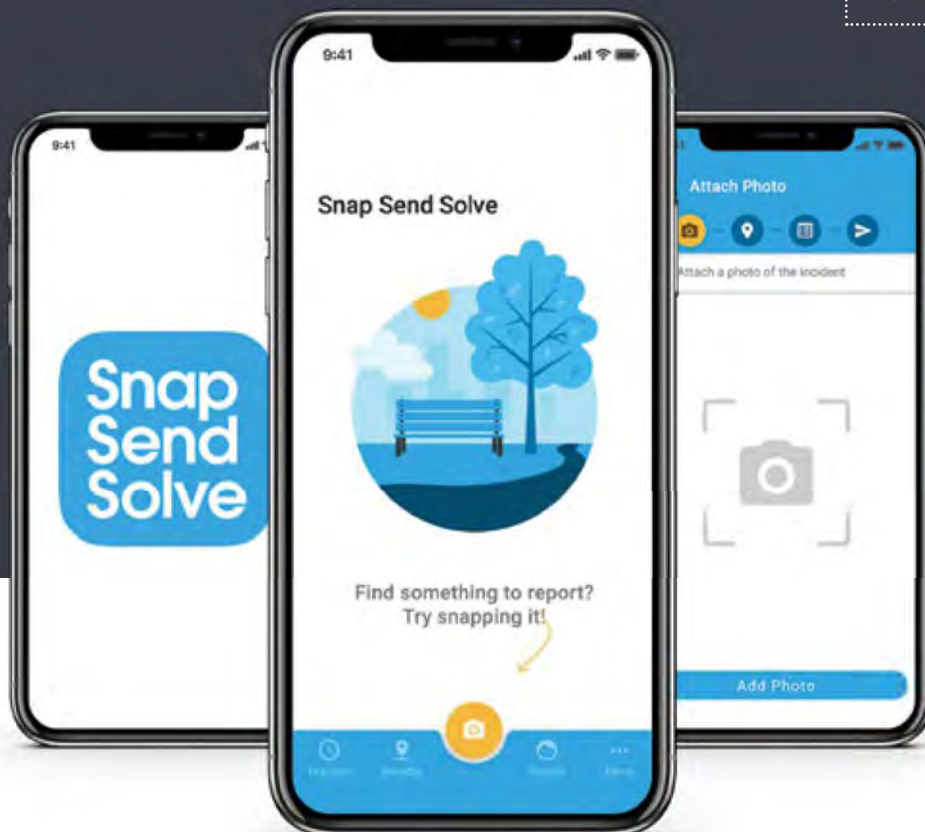 9:41
Snap
Send
Solve
9:41
Snap Send Solve
Find something to report?
Try snapping it!
Attach Photo
Attach a photo of the incident
Add Photo